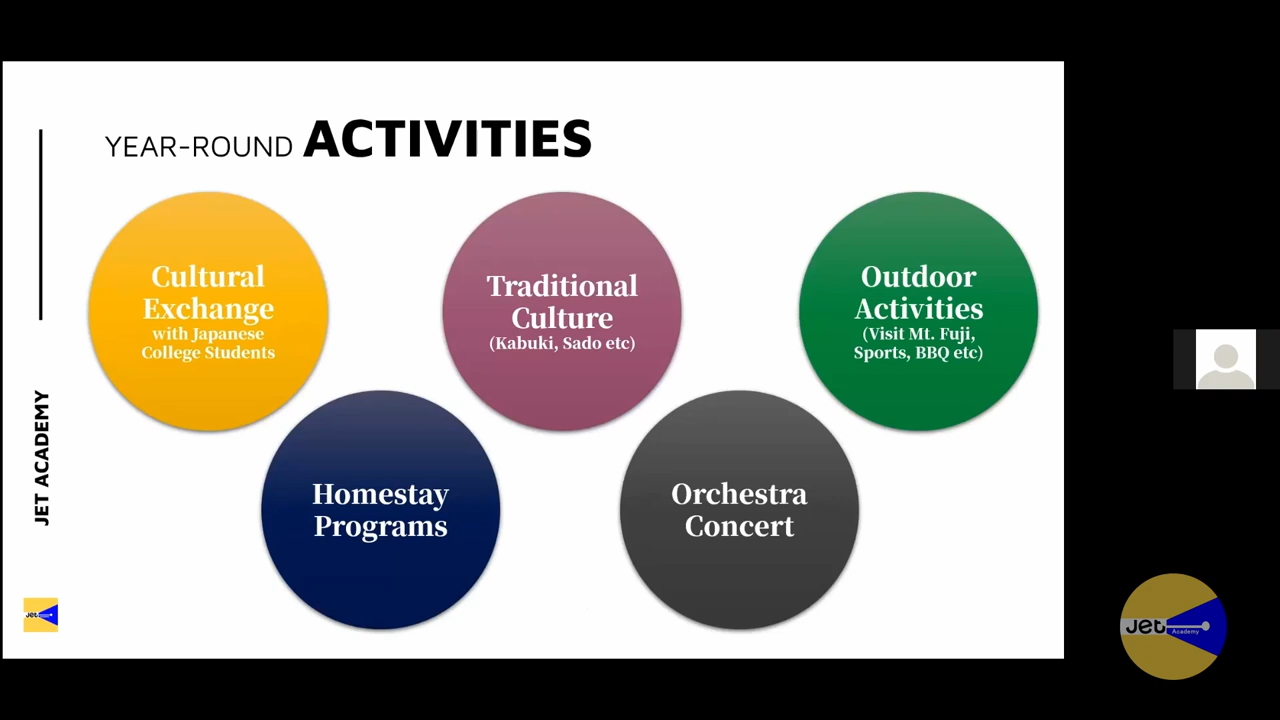 YEAR-ROUND ACTIVITIES
Cultural
Exchange
with Japanese
College Students
Traditional
Culture
(Kabuki, Sado etc)
Outdoor
Activities
(Visit Mt. Fuji,
Sports, BBQ etc)
Homestay
Programs
Orchestra
Concert
JET ACADEMY
Jet
Jet
Academy